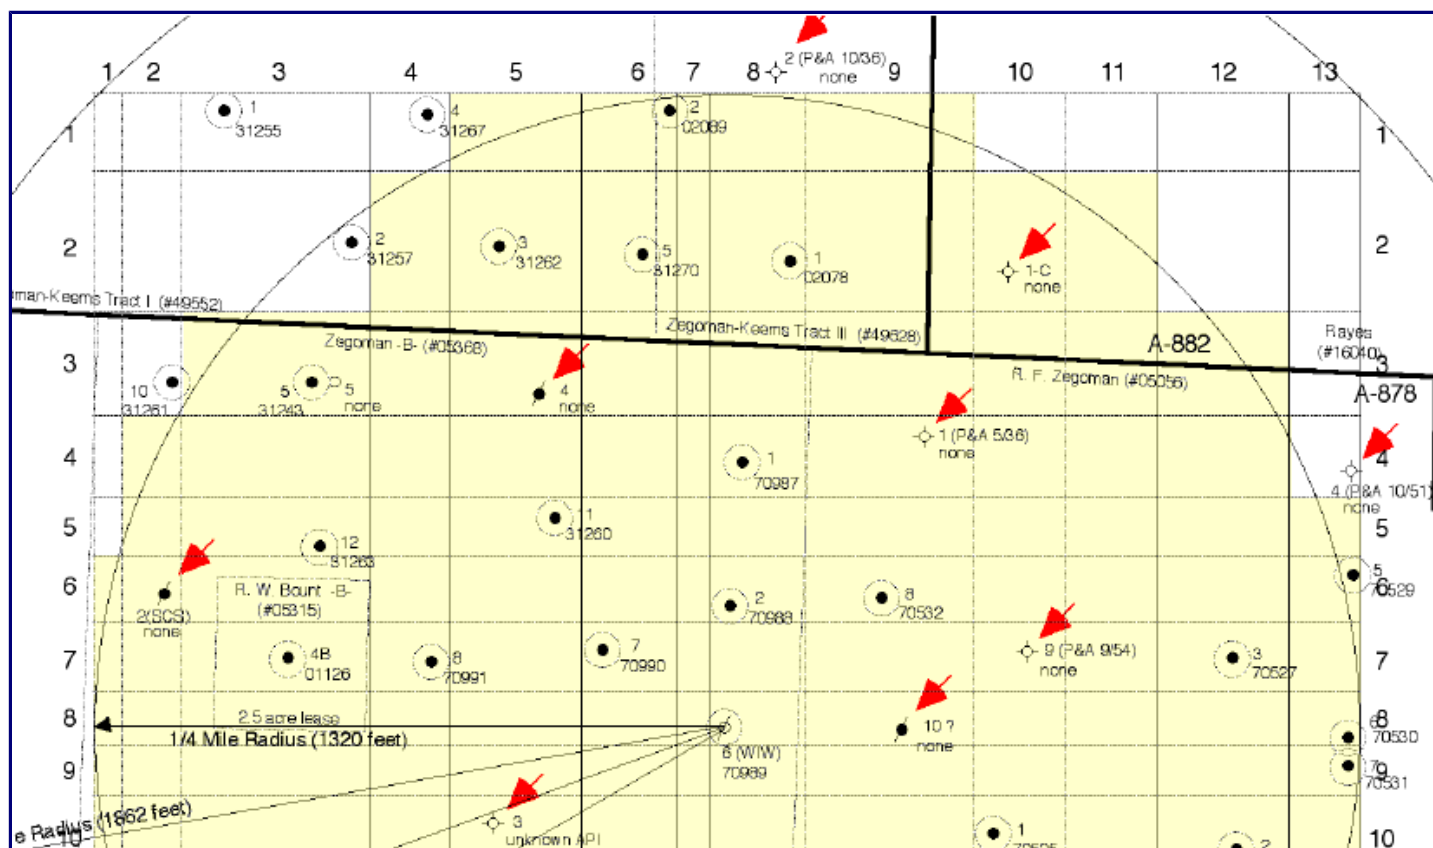 2 (P&A 10/36)
none
1 2 3 4 5 6 7 8 9 10 11 12 13
1
31255
4
31267
2
02089
1
1
2
31257
3
31262
5
31270
1
02078
1-C
none
2
2
man-Keems Tract I (#49552)
Zegoman -B- (#05368)
Zegoman-Keems Tract III (#49628)
A-882
Rayes
(#16040)
R. F. Zegoman (#05056)
A-878
3
3
10
31261
5
31243
5
none
4
none
1 (P&A 5/36)
none
4
4
1
70987
4 (P&A 10/51)
none
5
5
11
31260
12
31263
6
6
2(SCS)
none
R. W. Bount -B-
(#05315)
2
70988
8
70532
5
70529
7
7
4B
01126
8
70991
7
70990
9 (P&A 9/54)
none
3
70527
8
8
2.5 acre lease
1/4 Mile Radius (1320 feet)
6 (WIW)
70989
10 ?
none
70530
9
9
7
70531
e Radius (1862 feet)
3
unknown API
10
10
1
2